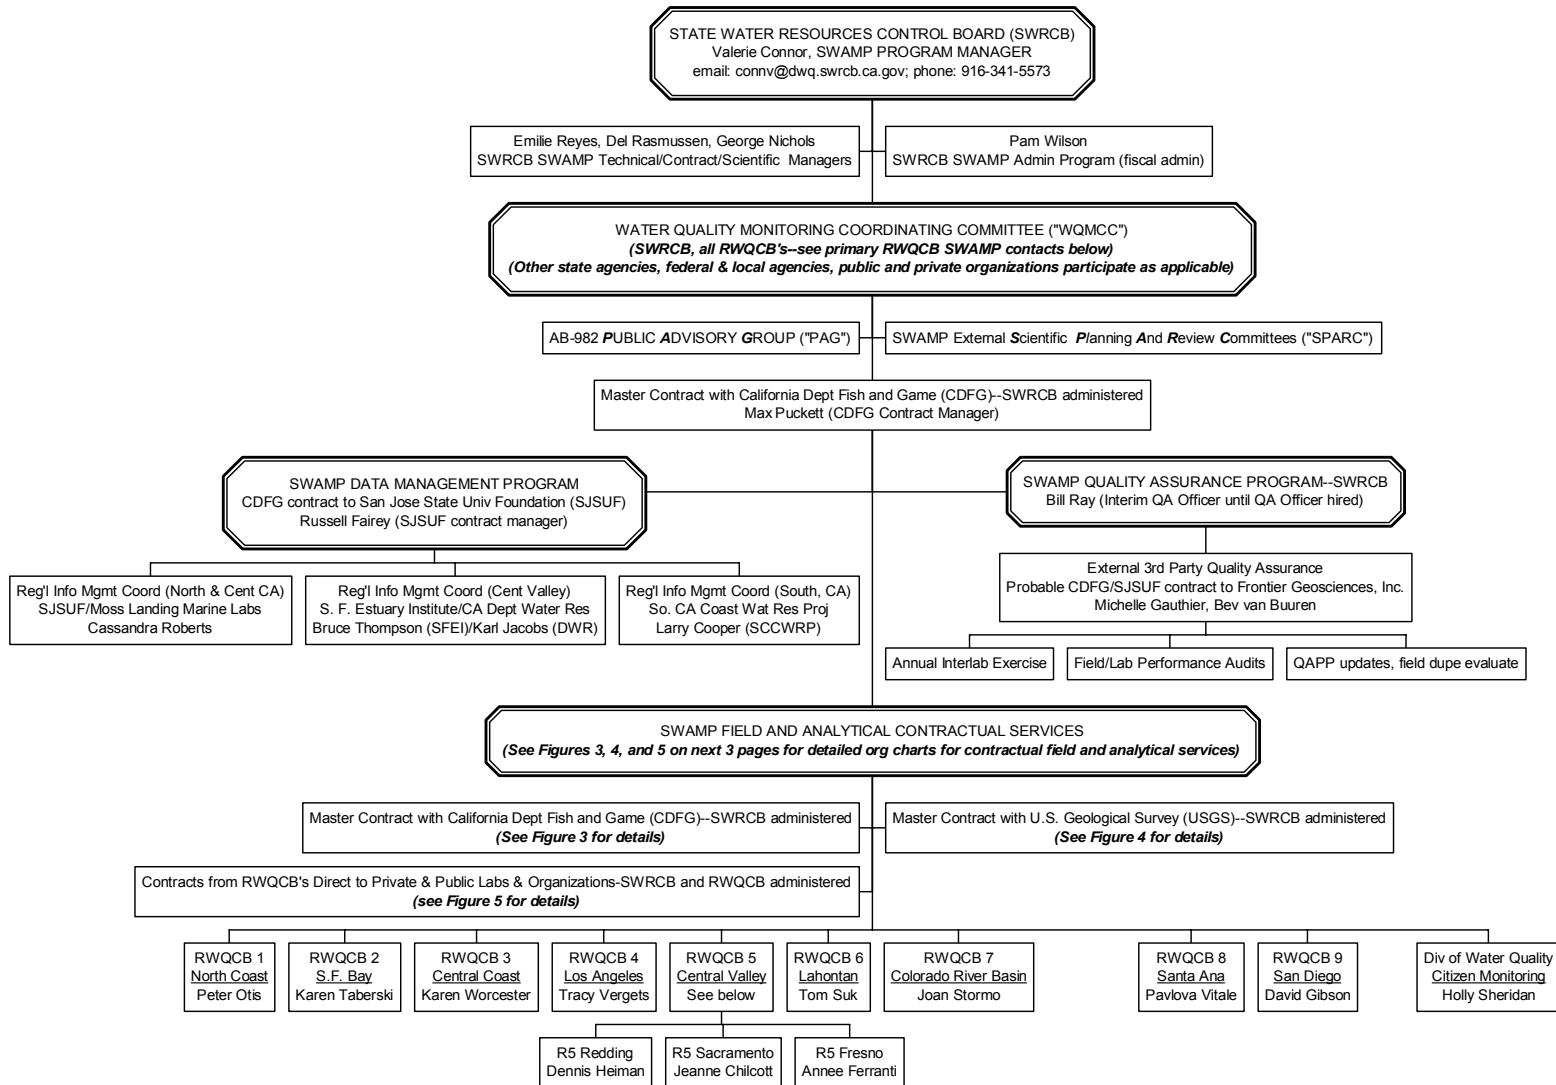 STATE WATER RESOURCES CONTROL BOARD (SWRCB)
Valerie Connor, SWAMP PROGRAM MANAGER
email: connv@dwq.swrcb.ca.gov; phone: 916-341-5573
Emilie Reyes, Del Rasmussen, George Nichols
SWRCB SWAMP Technical/Contract/Scientific Managers
Pam Wilson
SWRCB SWAMP Admin Program (fiscal admin)
WATER QUALITY MONITORING COORDINATING COMMITTEE ("WQMCC")
(SWRCB, all RWQCB's--see primary RWQCB SWAMP contacts below)
(Other state agencies, federal & local agencies, public and private organizations participate as applicable)
AB-982 PUBLIC ADVISORY GROUP ("PAG")
SWAMP External Scientific Planning And Review Committees ("SPARC")
Master Contract with California Dept Fish and Game (CDFG)--SWRCB administered
Max Puckett (CDFG Contract Manager)
SWAMP DATA MANAGEMENT PROGRAM
CDFG contract to San Jose State Univ Foundation (SJSUF)
Russell Fairey (SJSUF contract manager)
SWAMP QUALITY ASSURANCE PROGRAM--SWRCB
Bill Ray (Interim QA Officer until QA Officer hired)
Reg'l Info Mgmt Coord (North & Cent CA)
SJSUF/Moss Landing Marine Labs
Cassandra Roberts
Reg'l Info Mgmt Coord (Cent Valley)
S. F. Estuary Institute/CA Dept Water Res
Bruce Thompson (SFEI)/Karl Jacobs (DWR)
Reg'l Info Mgmt Coord (South, CA)
So. CA Coast Wat Res Proj
Larry Cooper (SCCWRP)
External 3rd Party Quality Assurance
Probable CDFG/SJSUF contract to Frontier Geosciences, Inc.
Michelle Gauthier, Bev van Buuren
Annual Interlab Exercise
Field/Lab Performance Audits
QAPP updates, field dupe evaluate
SWAMP FIELD AND ANALYTICAL CONTRACTUAL SERVICES
(See Figures 3, 4, and 5 on next 3 pages for detailed org charts for contractual field and analytical services)
Master Contract with California Dept Fish and Game (CDFG)--SWRCB administered
(See Figure 3 for details)
Master Contract with U.S. Geological Survey (USGS)--SWRCB administered
(See Figure 4 for details)
Contracts from RWQCB's Direct to Private & Public Labs & Organizations-SWRCB and RWQCB administered
(see Figure 5 for details)
RWQCB 1
North Coast
Peter Otis
RWQCB 2
S.F. Bay
Karen Taberski
RWQCB 3
Central Coast
Karen Worcester
RWQCB 4
Los Angeles
Tracy Vergets
RWQCB 5
Central Valley
See below
RWQCB 6
Lahontan
Tom Suk
RWQCB 7
Colorado River Basin
Joan Stormo
RWQCB 8
Santa Ana
Pavlova Vitale
RWQCB 9
San Diego
David Gibson
Div of Water Quality
Citizen Monitoring
Holly Sheridan
R5 Redding
Dennis Heiman
R5 Sacramento
Jeanne Chilcott
R5 Fresno
Annee Ferranti